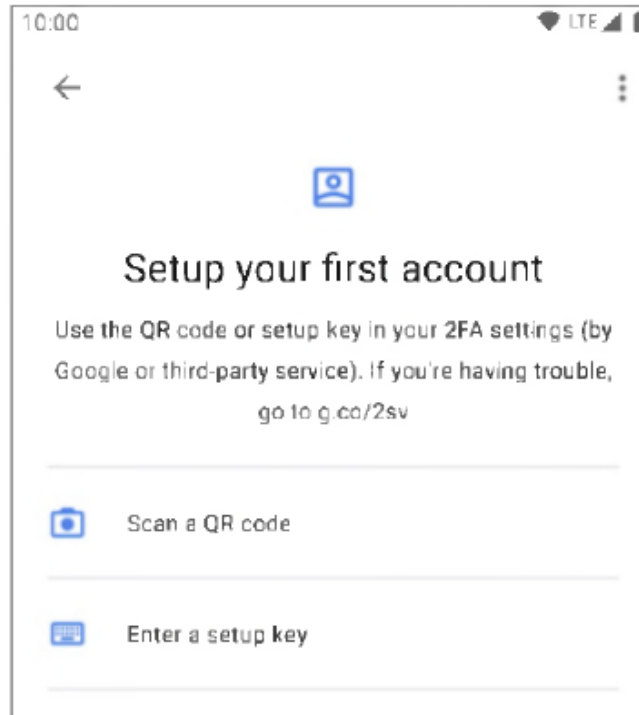 10:00
LTE
Setup your first account
Use the QR code or setup key in your 2FA settings (by
Google or third-party service). If you're having trouble,
go to g.co/2sv
Scan a QR code
Enter a setup key